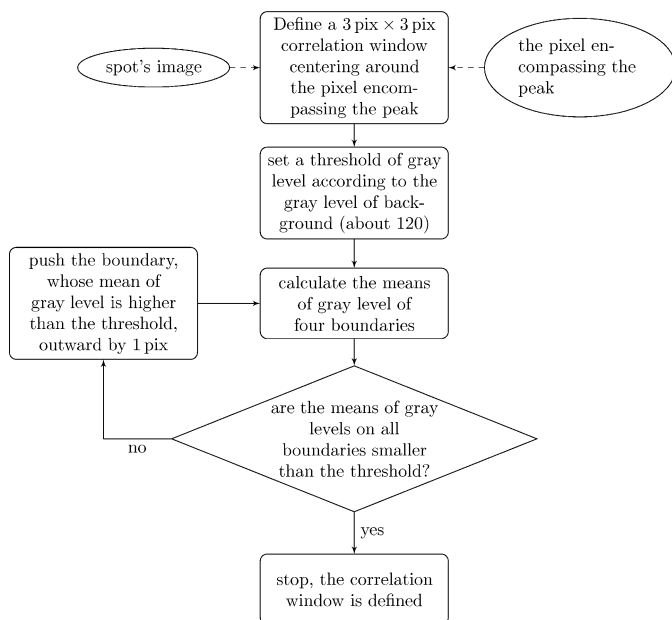 Define a 3 pix × 3 pix
correlation window
centering around
the pixel encom-
passing the peak
spot's image
the pixel en-
compassing the
peak
set a threshold of gray
level according to the
gray level of back-
ground (about 120)
push the boundary,
whose mean of
gray level is higher
than the threshold,
outward by 1 pix
calculate the means
of gray level of
four boundaries
are the means of gray
levels on all
boundaries smaller
than the threshold?
no
yes
stop, the correlation
window is defined